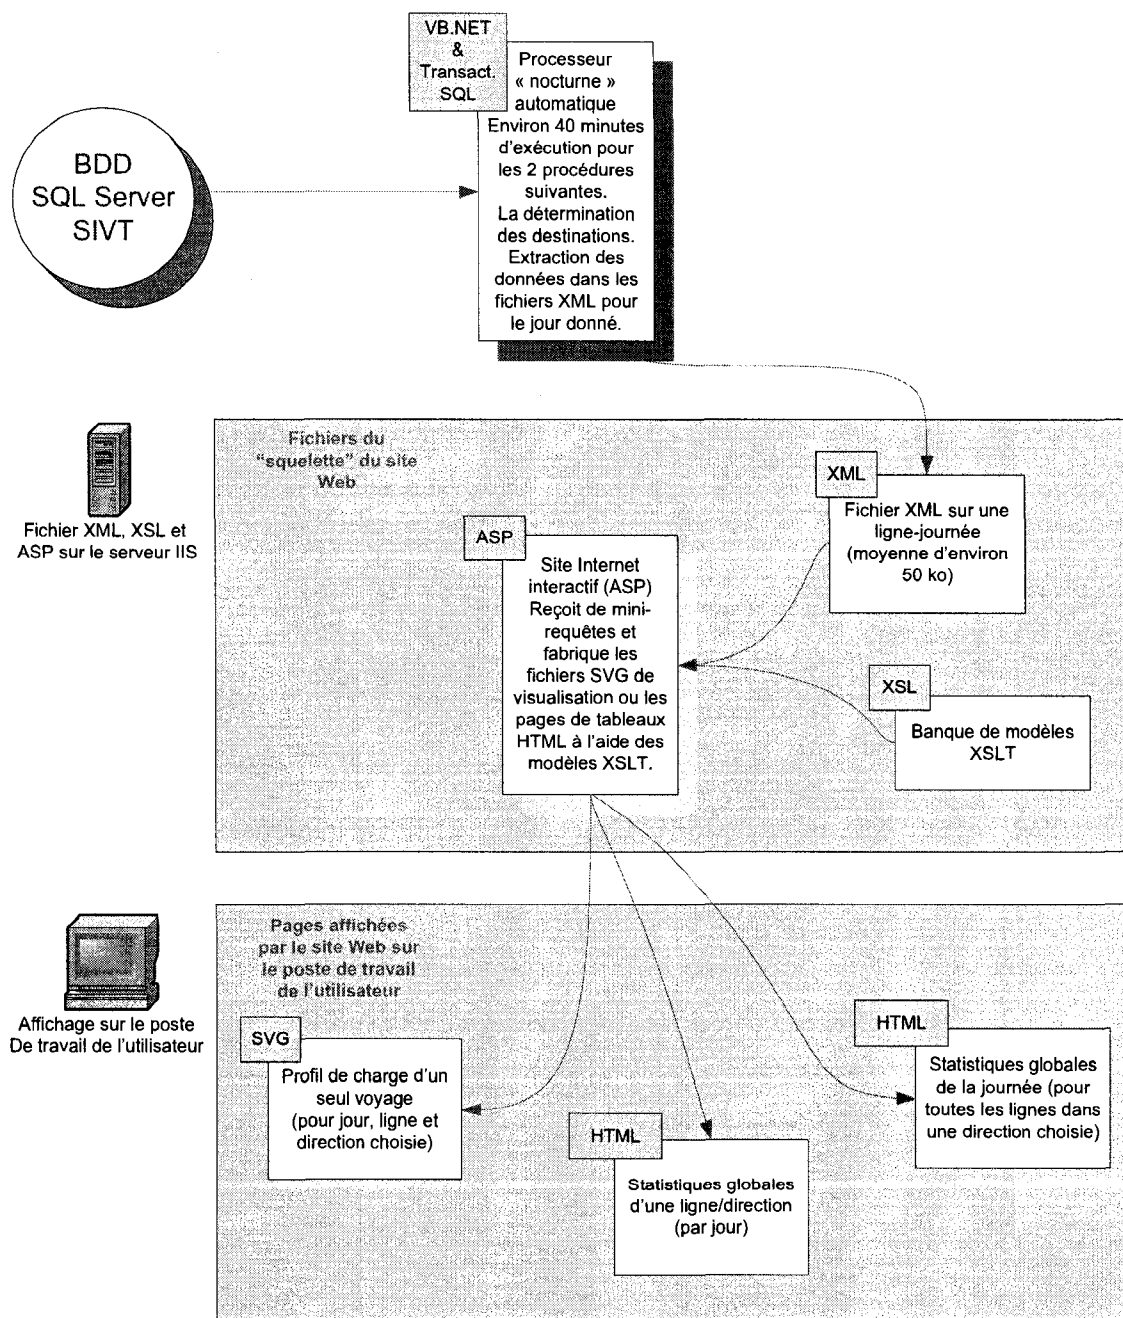 VB.NET
&
Transact.
SQL
Processeur
« nocturne »
automatique
Environ 40 minutes
d'exécution pour
les 2 procédures
suivantes.
La détermination
des destinations.
Extraction des
données dans les
fichiers XML pour
le jour donné.
BDD
SQL Server
SIVT
Fichiers du
"squelette" du site
Web
Fichier XML, XSL et
ASP sur le serveur IIS
XML
Fichier XML sur une
ligne-journée
(moyenne d'environ
50 ko)
ASP
Site Internet
interactif (ASP)
Reçoit de mini-
requêtes et
fabrique les
fichiers SVG de
visualisation ou les
pages de tableaux
HTML à l'aide des
modèles XSLT.
XSL
Banque de modèles
XSLT
Pages affichées
par le site Web sur
le poste de travail
de l'utilisateur
Affichage sur le poste
De travail de l'utilisateur
SVG
Profil de charge d'un
seul voyage
(pour jour, ligne et
direction choisie)
HTML
Statistiques globales
d'une ligne/direction
(par jour)
HTML
Statistiques globales
de la journée (pour
toutes les lignes dans
une direction choisie)